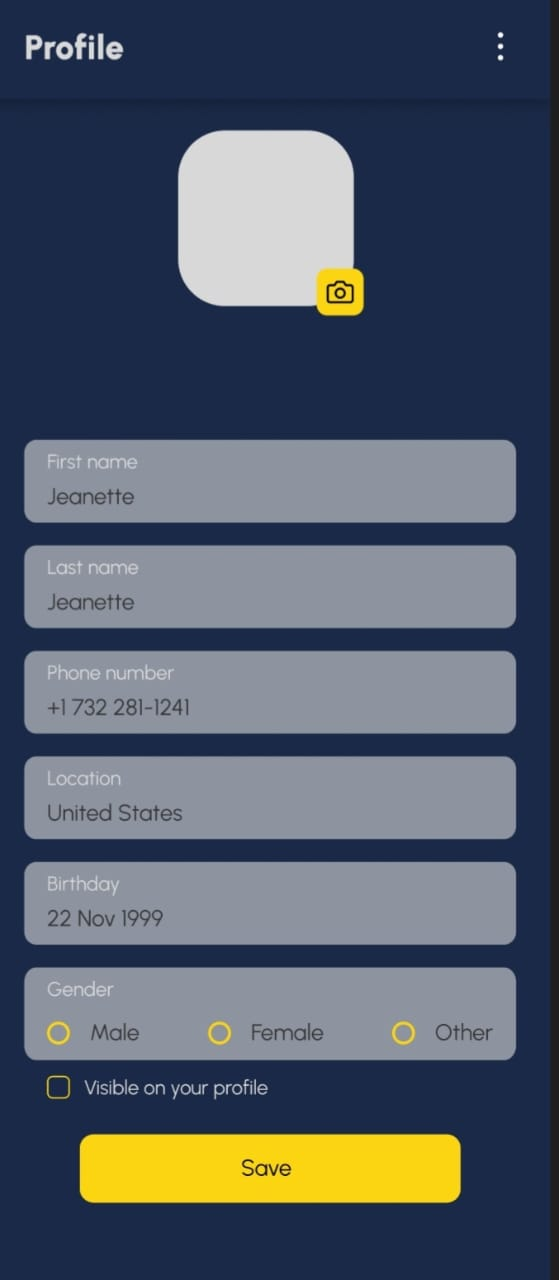 Profile
First name
Jeanette
Last name
Jeanette
Phone number
+1 732 281-1241
Location
United States
Birthday
22 Nov 1999
Gender
Male Female Other
Visible on your profile
Save